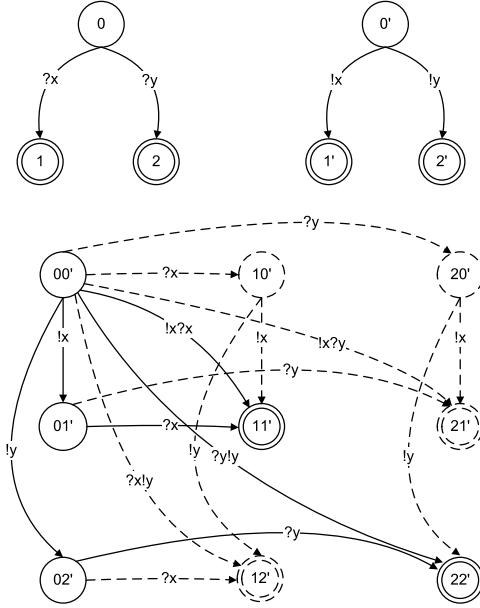 0 0'
?x ?y !x !y
1 2 1' 2'
?y
00' ?x 10' 20'
!x !x?x !x !x?y !x
?y
01' ?x 11' 21'
!y !y ?y!y !y
?x!y
?y
02' ?x 12' 22'